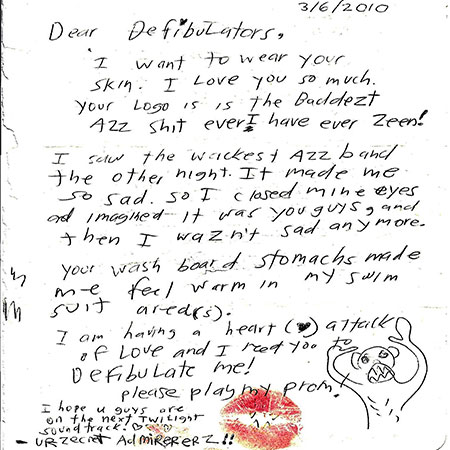 3/6/2010
Dear Defibulators,
I want to wear your
skin. I Love you so much.
your Logo is is the Baddezt
Azz shit ever I have ever Zeen!
I saw the wackest Azz band
the other night. It made me
so sad. so I closed mine eyes
ad imagined it was you guys, and
then I wazn't sad anymore.
your wash board stomachs made
me feel warm in my swim
suit area(s).
I am having a heart (♥) attack
of Love and I need you to
DefibuLate me!
please play my prom!
I hope u guys are
on the next Twilight
soundtrack! ♡♡♡
- UR zecret AdmirererZ!!